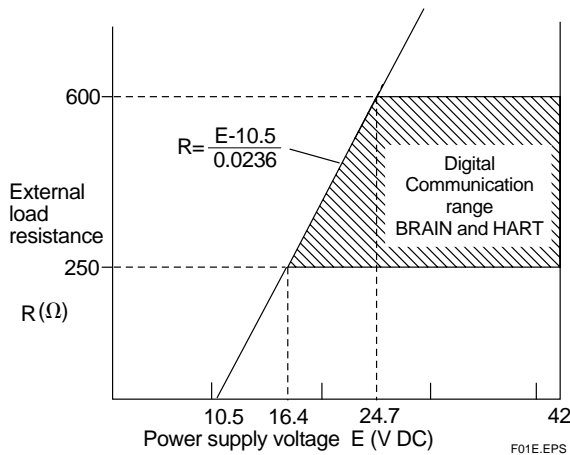 600
R= E-10.5
0.0236
Digital
Communication
range
BRAIN and HART
External
load
resistance
250
R (Ω)
10.5 16.4 24.7 42
Power supply voltage E (V DC)
F01E.EPS